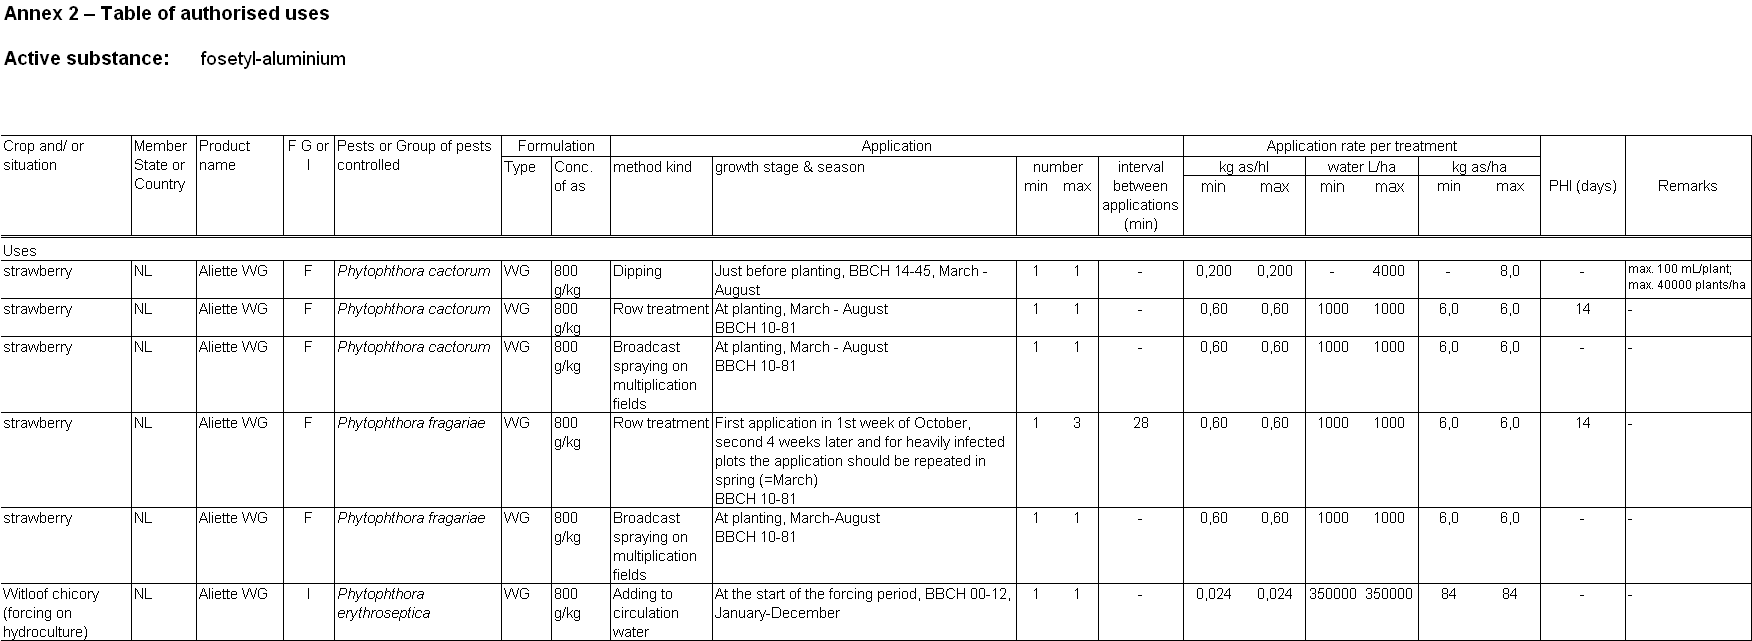 Annex 2 – Table of authorised uses
Active substance: fosetyl-aluminium
Crop and/ or situation | Member State or Country | Product name | F G or I | Pests or Group of pests controlled | Formulation | Application | Application rate per treatment | PHI (days) | Remarks
Type | Conc. of as | method kind | growth stage & season | number min max | interval between applications (min) | kg as/hl min max | water L/ha min max | kg as/ha min max
Uses
strawberry | NL | Aliette WG | F | Phytophthora cactorum | WG | 800 g/kg | Dipping | Just before planting, BBCH 14-45, March - August | 1 | 1 | - | 0,200 | 0,200 | - | 4000 | - | 8,0 | - | max. 100 mL/plant; max. 40000 plants/ha
strawberry | NL | Aliette WG | F | Phytophthora cactorum | WG | 800 g/kg | Row treatment | At planting, March - August BBCH 10-81 | 1 | 1 | - | 0,60 | 0,60 | 1000 | 1000 | 6,0 | 6,0 | 14 | -
strawberry | NL | Aliette WG | F | Phytophthora cactorum | WG | 800 g/kg | Broadcast spraying on multiplication fields | At planting, March - August BBCH 10-81 | 1 | 1 | - | 0,60 | 0,60 | 1000 | 1000 | 6,0 | 6,0 | - | -
strawberry | NL | Aliette WG | F | Phytophthora fragariae | WG | 800 g/kg | Row treatment | First application in 1st week of October, second 4 weeks later and for heavily infected plots the application should be repeated in spring (=March) BBCH 10-81 | 1 | 3 | 28 | 0,60 | 0,60 | 1000 | 1000 | 6,0 | 6,0 | 14 | -
strawberry | NL | Aliette WG | F | Phytophthora fragariae | WG | 800 g/kg | Broadcast spraying on multiplication fields | At planting, March-August BBCH 10-81 | 1 | 1 | - | 0,60 | 0,60 | 1000 | 1000 | 6,0 | 6,0 | - | -
Witloof chicory (forcing on hydroculture) | NL | Aliette WG | I | Phytophthora erythroseptica | WG | 800 g/kg | Adding to circulation water | At the start of the forcing period, BBCH 00-12, January-December | 1 | 1 | - | 0,024 | 0,024 | 350000 | 350000 | 84 | 84 | - | -